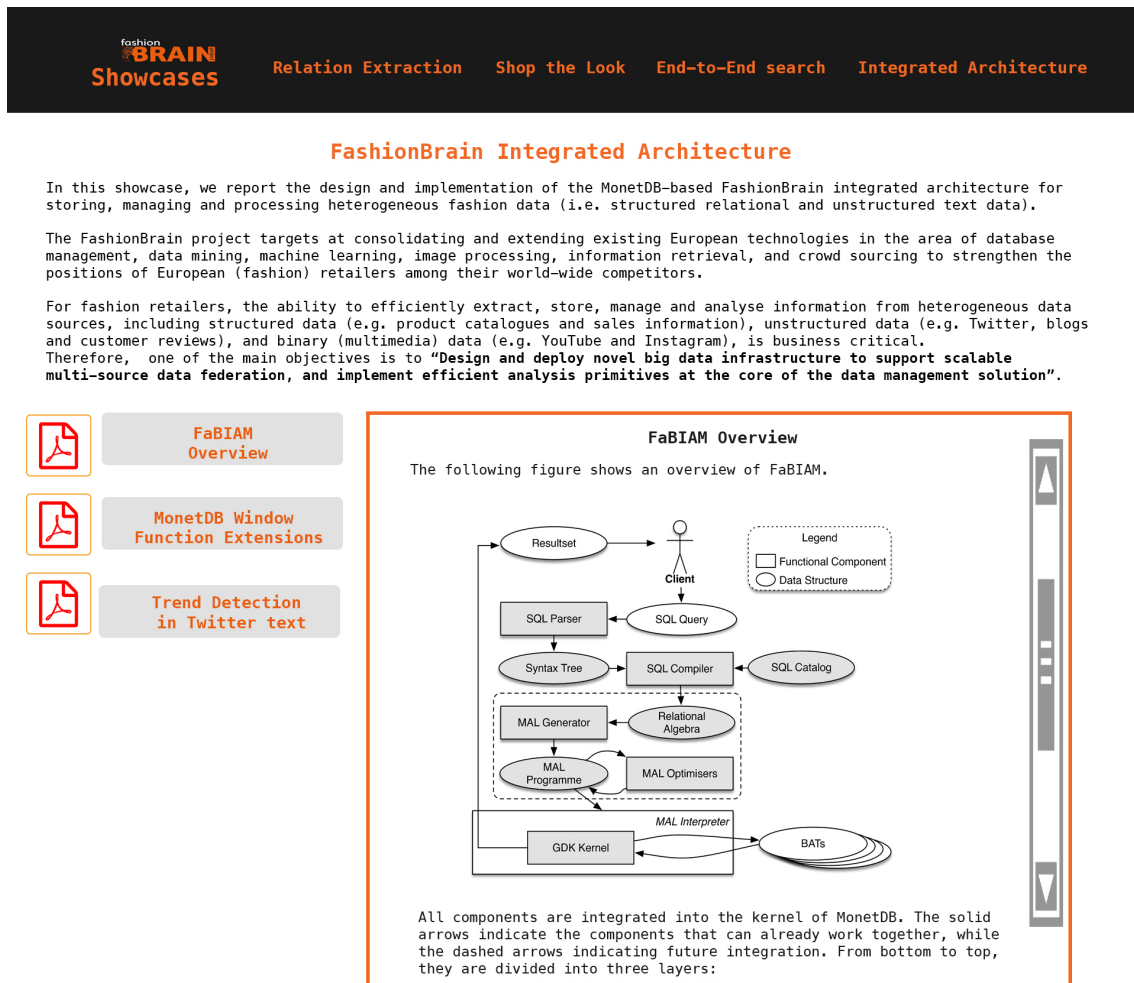 fashion
BRAIN
Showcases
Relation Extraction
Shop the Look
End-to-End search
Integrated Architecture
FashionBrain Integrated Architecture
In this showcase, we report the design and implementation of the MonetDB-based FashionBrain integrated architecture for
storing, managing and processing heterogeneous fashion data (i.e. structured relational and unstructured text data).
The FashionBrain project targets at consolidating and extending existing European technologies in the area of database
management, data mining, machine learning, image processing, information retrieval, and crowd sourcing to strengthen the
positions of European (fashion) retailers among their world-wide competitors.
For fashion retailers, the ability to efficiently extract, store, manage and analyse information from heterogeneous data
sources, including structured data (e.g. product catalogues and sales information), unstructured data (e.g. Twitter, blogs
and customer reviews), and binary (multimedia) data (e.g. YouTube and Instagram), is business critical.
Therefore,  one of the main objectives is to “Design and deploy novel big data infrastructure to support scalable
multi-source data federation, and implement efficient analysis primitives at the core of the data management solution”.
FaBIAM
Overview
MonetDB Window
Function Extensions
Trend Detection
in Twitter text
FaBIAM Overview
The following figure shows an overview of FaBIAM.
Resultset
Client
Legend
Functional Component
Data Structure
SQL Parser
SQL Query
Syntax Tree
SQL Compiler
SQL Catalog
MAL Generator
Relational
Algebra
MAL
Programme
MAL Optimisers
MAL Interpreter
GDK Kernel
BATs
All components are integrated into the kernel of MonetDB. The solid
arrows indicate the components that can already work together, while
the dashed arrows indicating future integration. From bottom to top,
they are divided into three layers: